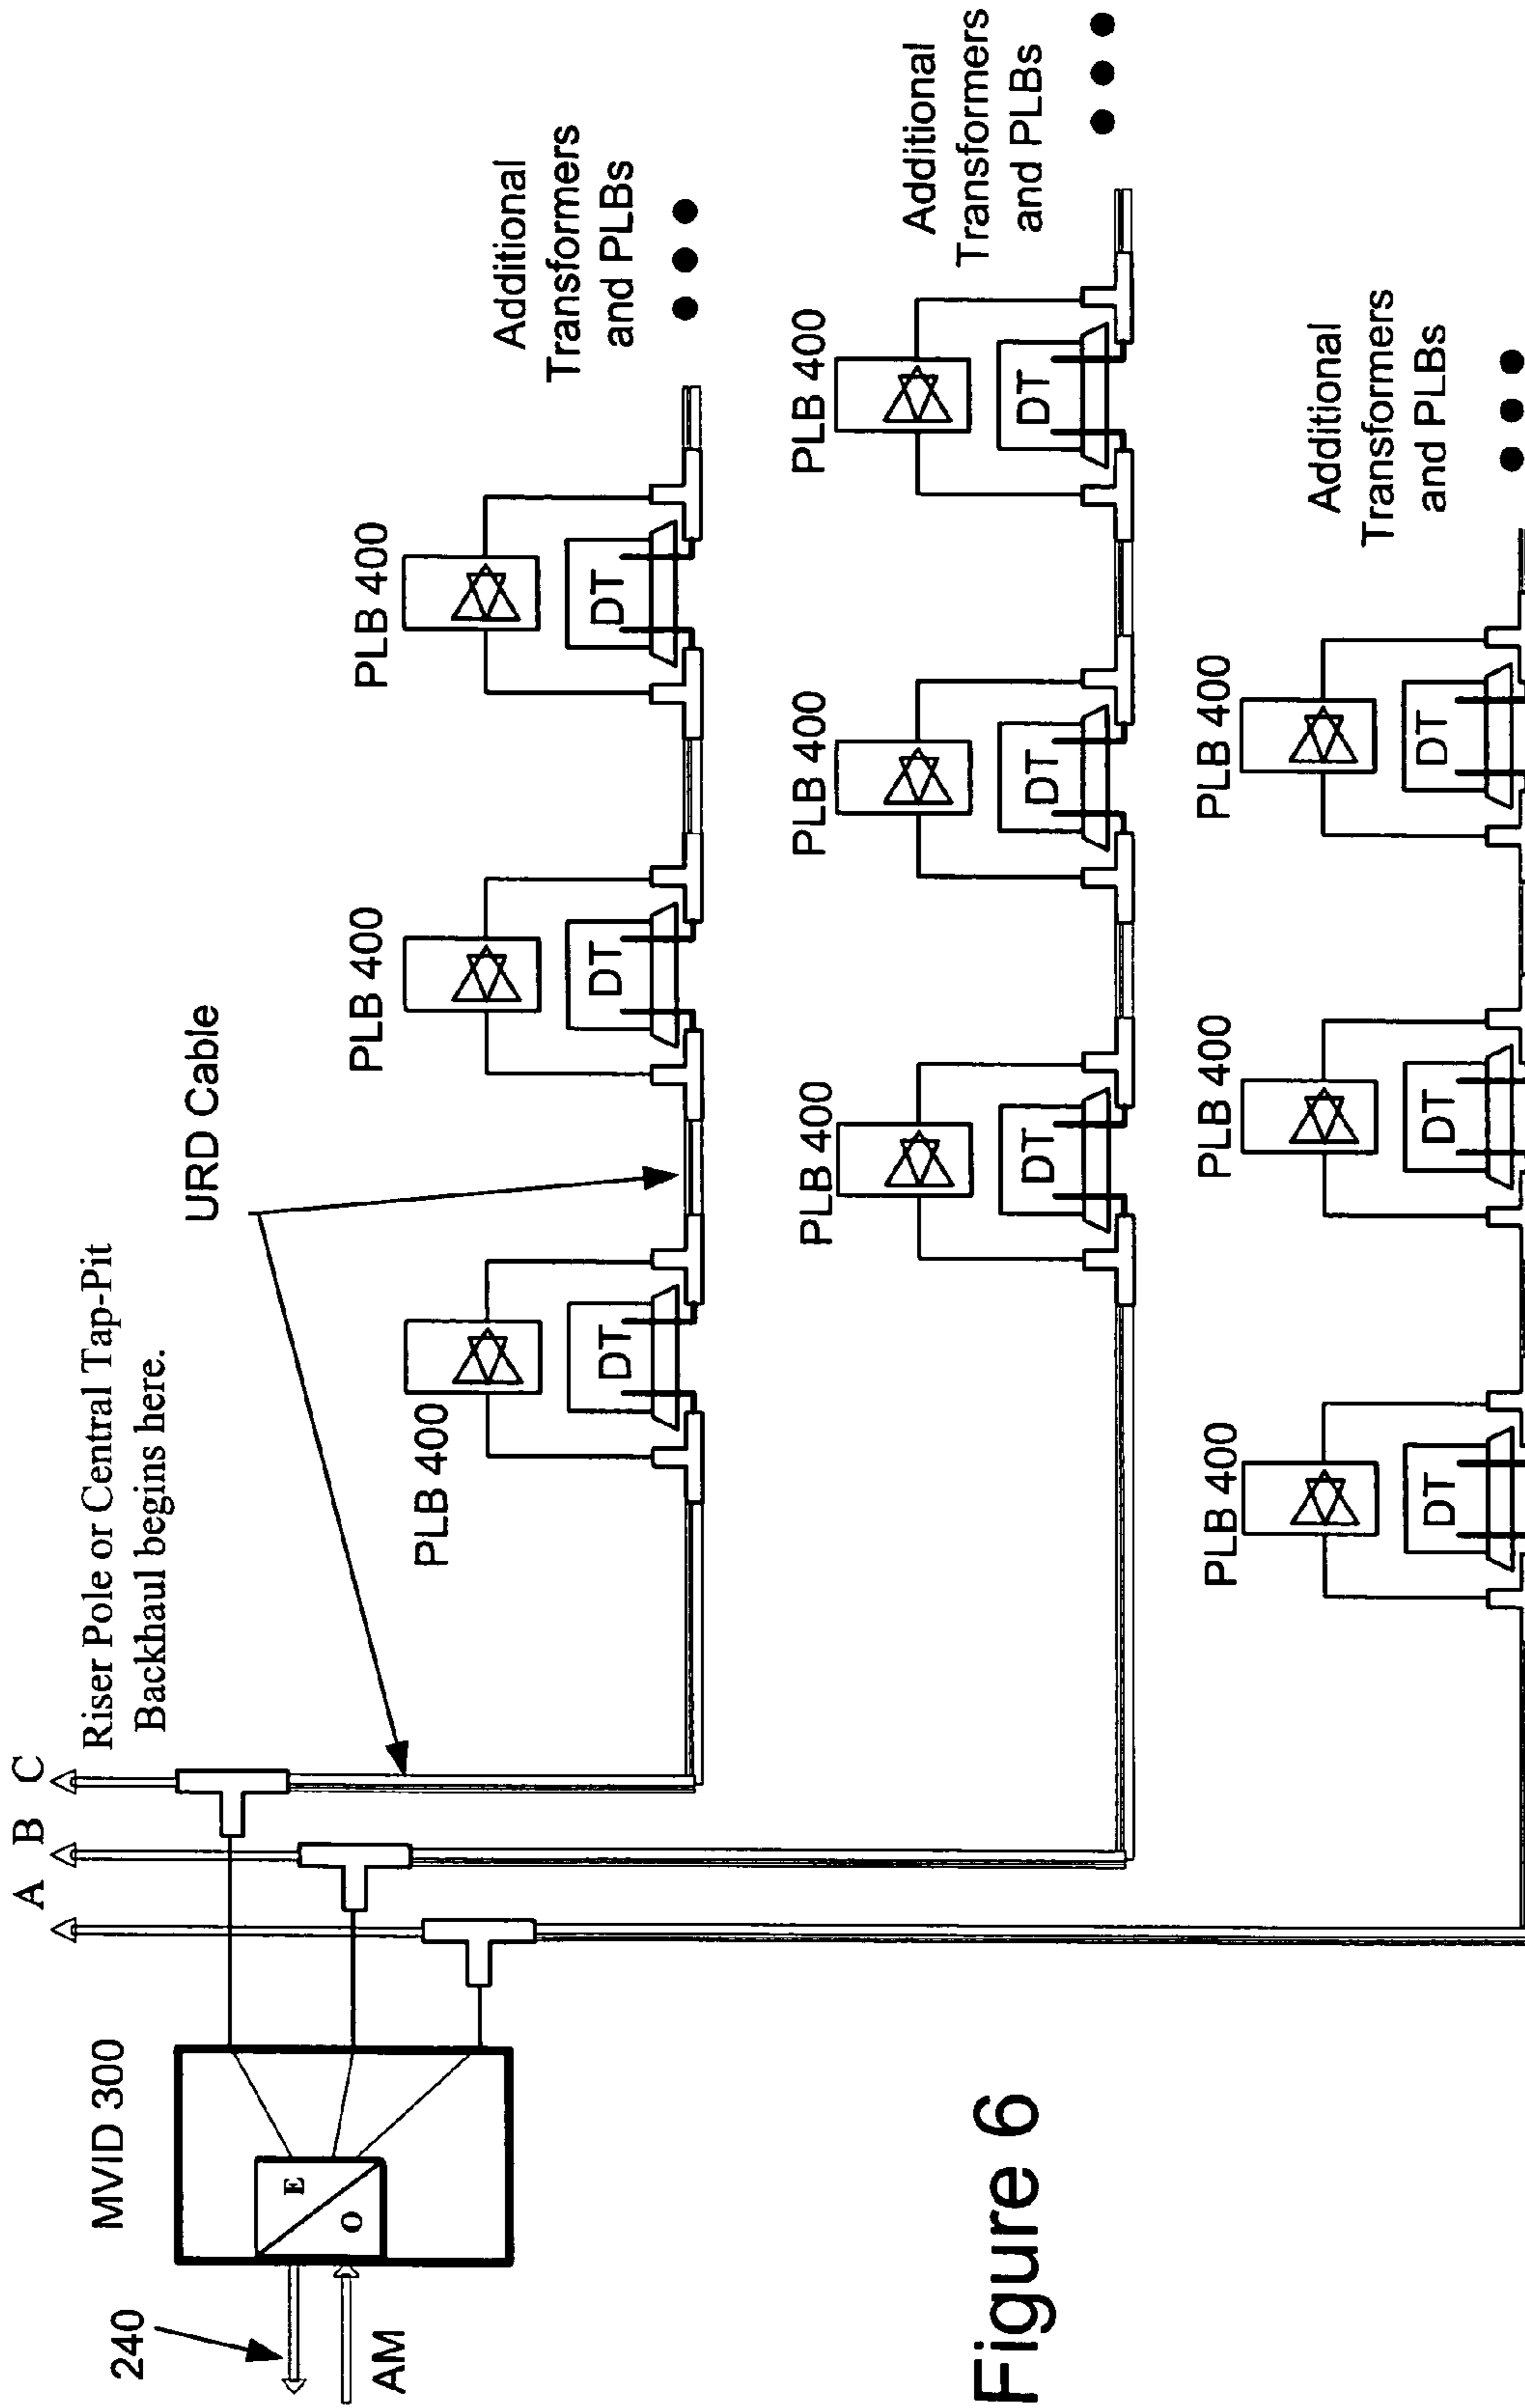 A
B
C
Riser Pole or Central Tap-Pit
Backhaul begins here.
MVID 300
240
AM
E
O
URD Cable
PLB 400
DT
PLB 400
DT
PLB 400
DT
Additional
Transformers
and PLBs
PLB 400
DT
PLB 400
DT
PLB 400
DT
Additional
Transformers
and PLBs
PLB 400
DT
PLB 400
DT
PLB 400
DT
Additional
Transformers
and PLBs
Figure 6